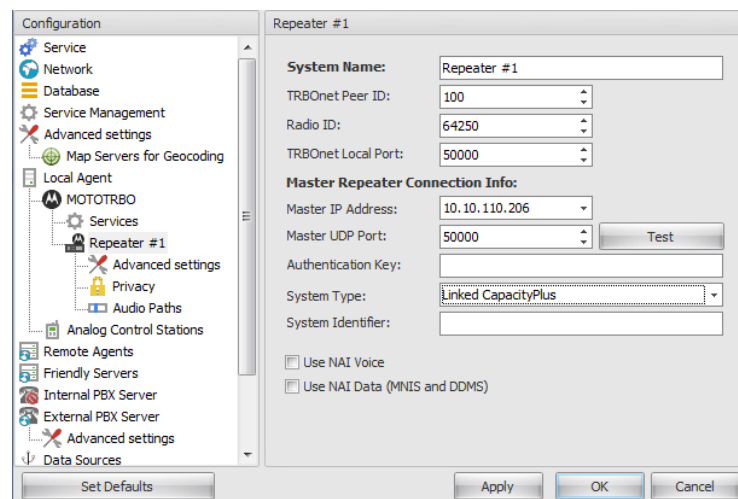 Configuration
Service
Network
Database
Service Management
Advanced settings
Map Servers for Geocoding
Local Agent
MOTOTRBO
Services
Repeater #1
Advanced settings
Privacy
Audio Paths
Analog Control Stations
Remote Agents
Friendly Servers
Internal PBX Server
External PBX Server
Advanced settings
Data Sources
Set Defaults
Repeater #1
System Name: Repeater #1
TRBOnet Peer ID: 100
Radio ID: 64250
TRBOnet Local Port: 50000
Master Repeater Connection Info:
Master IP Address: 10.10.110.206
Master UDP Port: 50000 Test
Authentication Key:
System Type: Linked CapacityPlus
System Identifier:
Use NAI Voice
Use NAI Data (MNIS and DDMS)
Apply OK Cancel